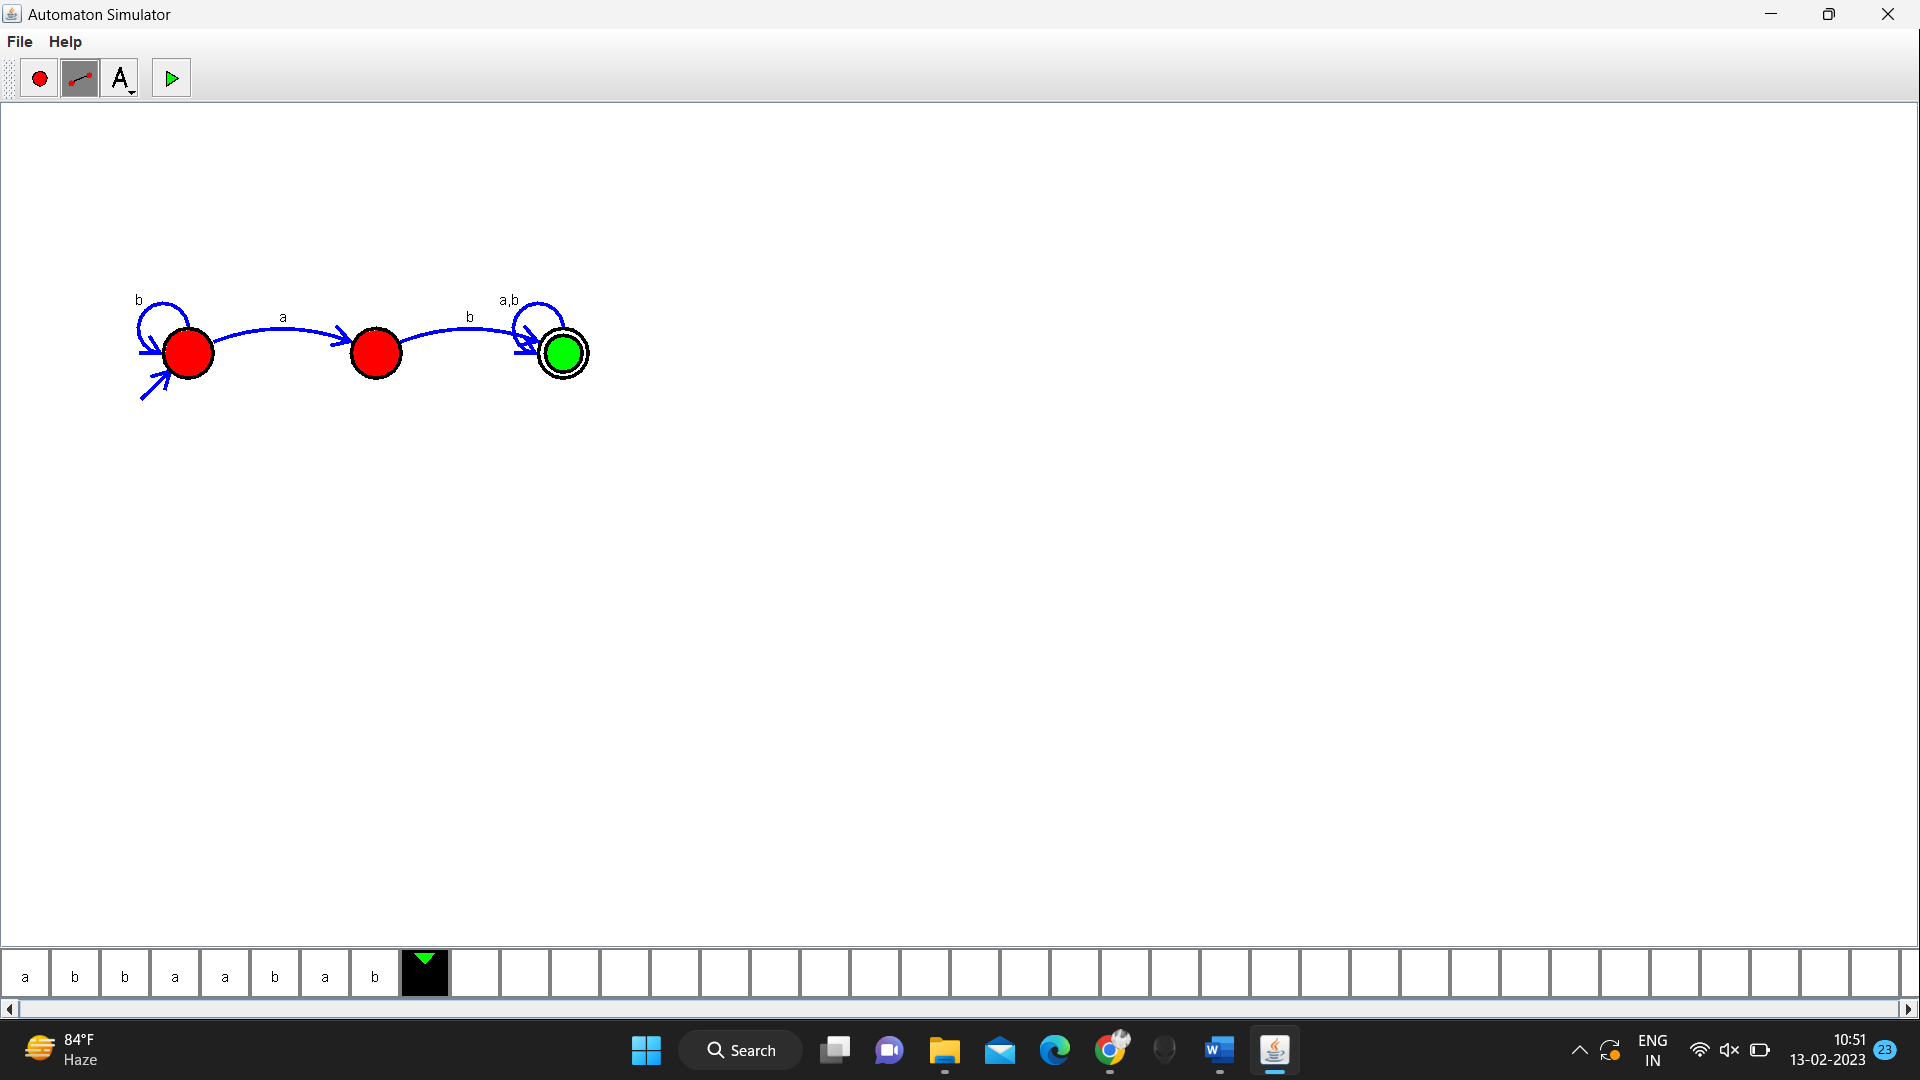 Automaton Simulator
File Help
A
b
a
b
a,b
a b b a a b a b
84°F
Haze
Search
W
ENG
IN
10:51
13-02-2023
23